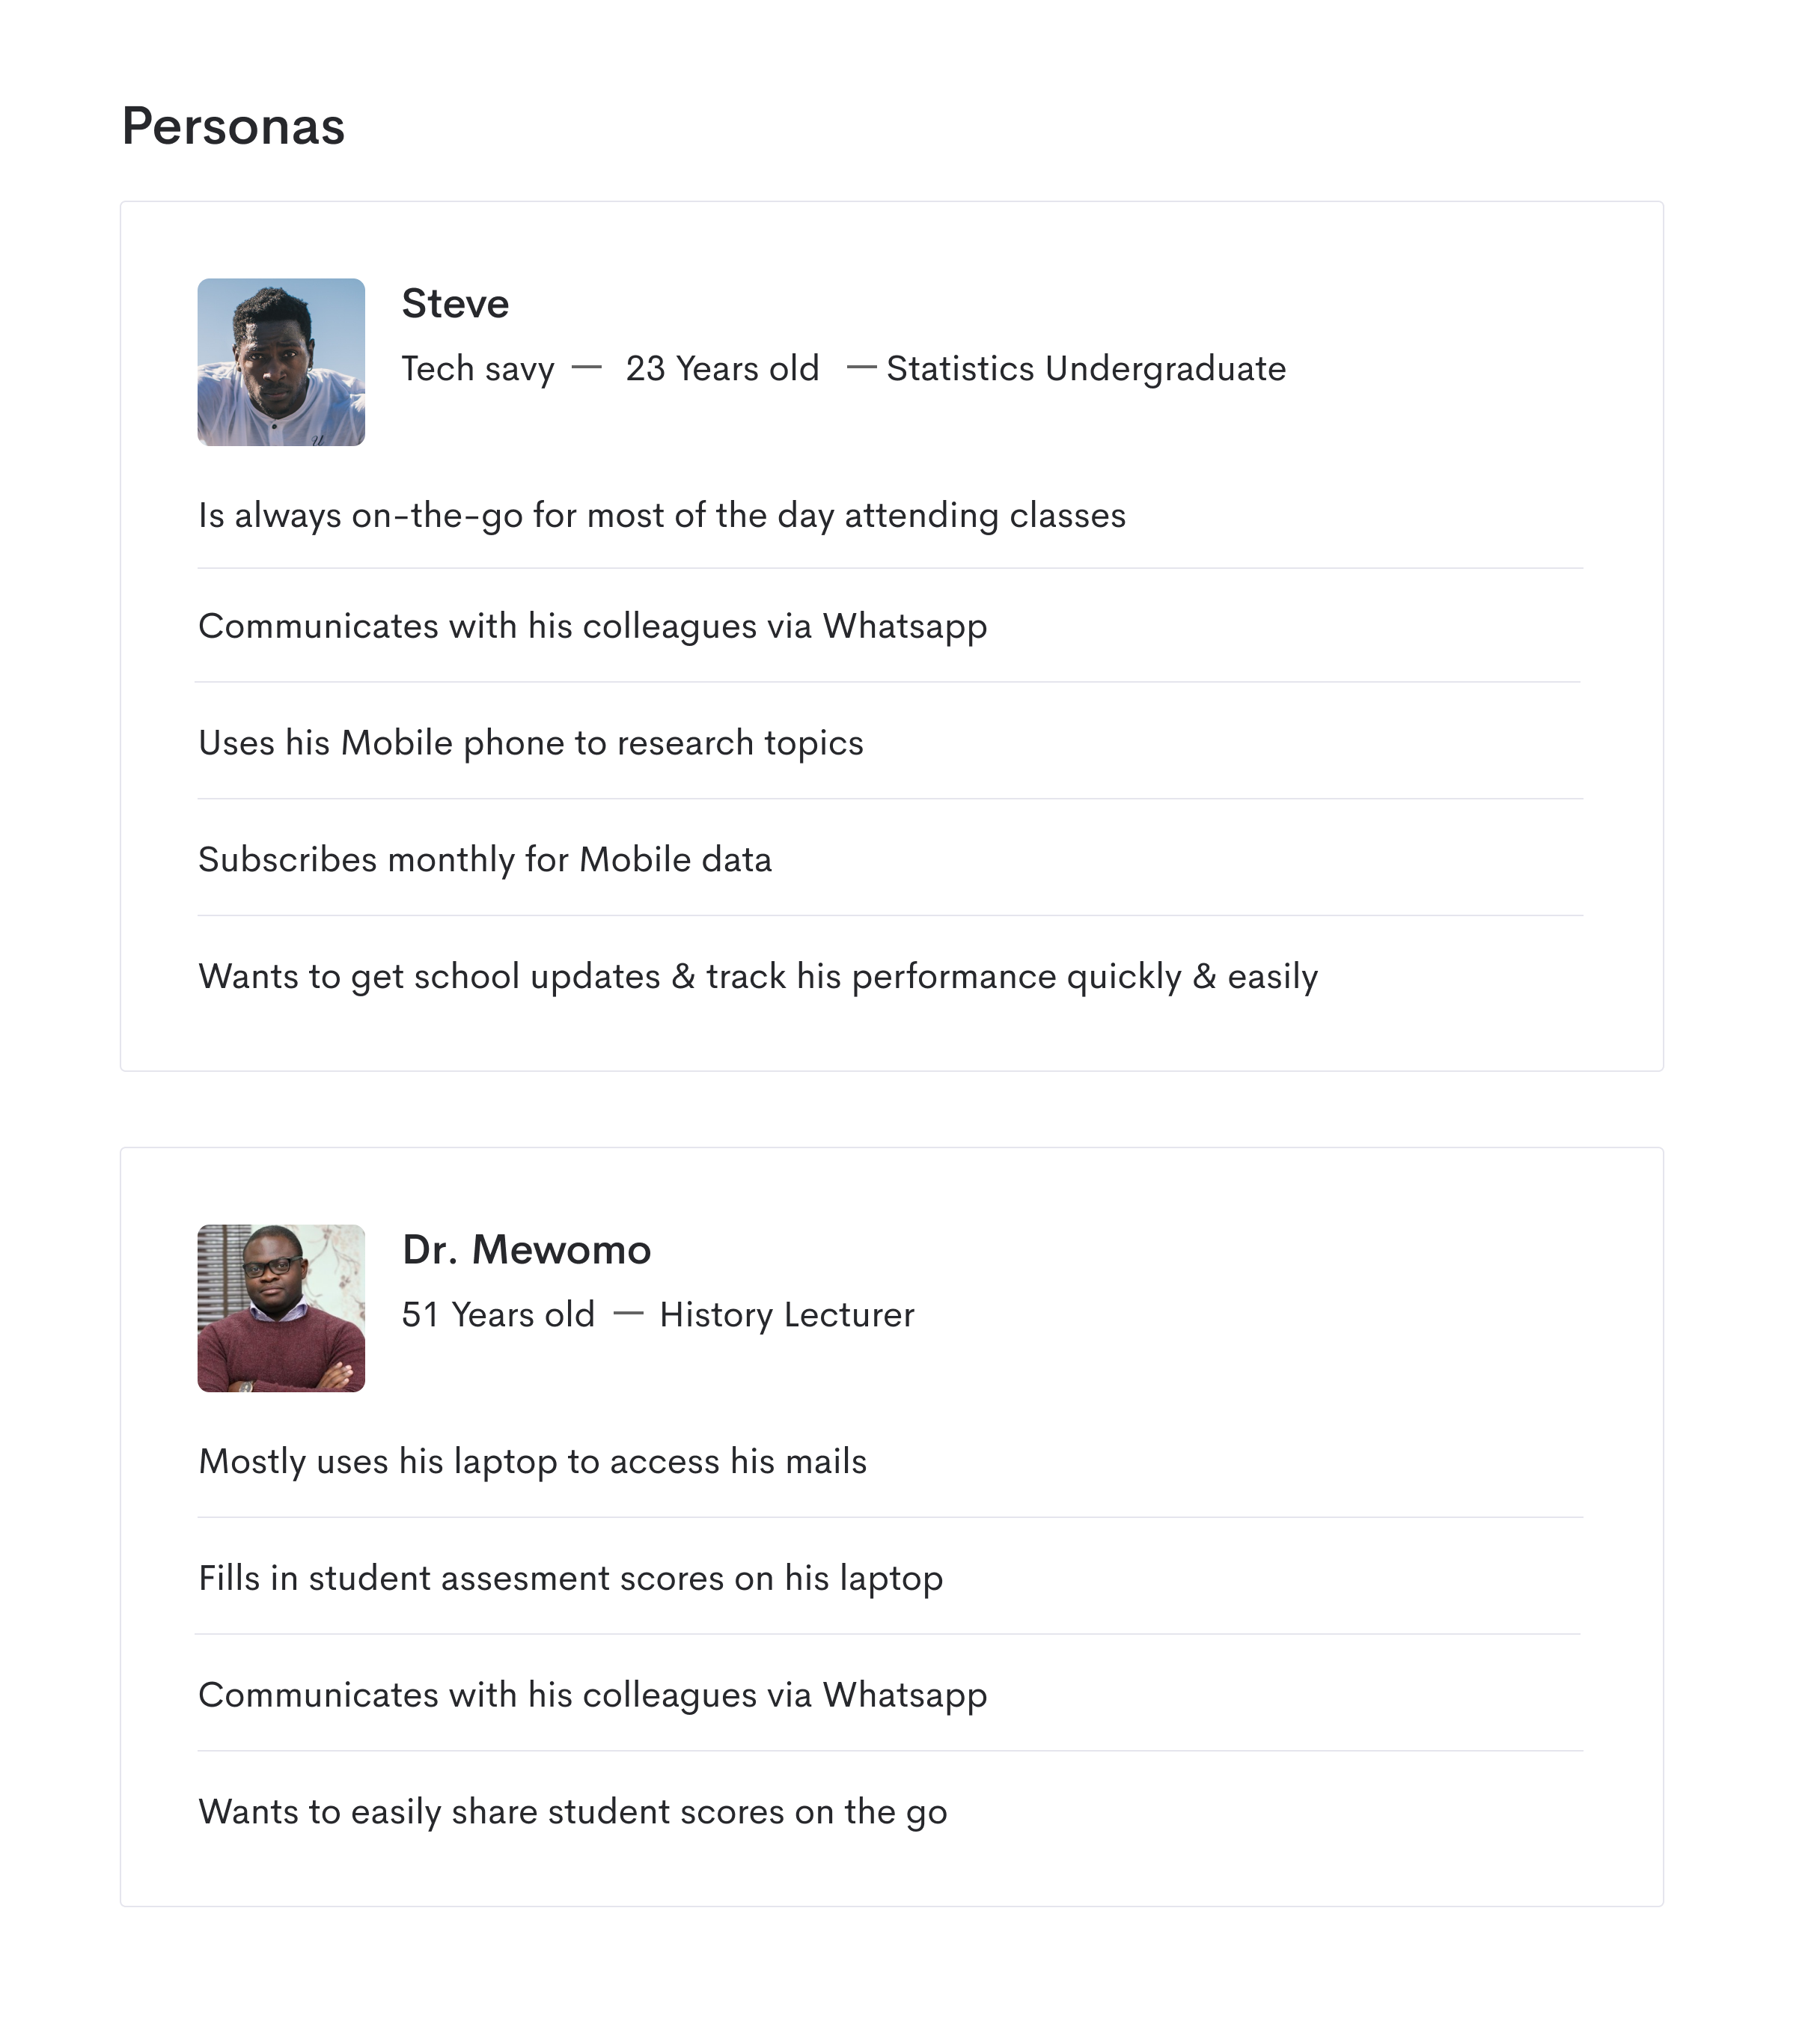 Personas
Steve
Tech savy — 23 Years old — Statistics Undergraduate
Is always on-the-go for most of the day attending classes
Communicates with his colleagues via Whatsapp
Uses his Mobile phone to research topics
Subscribes monthly for Mobile data
Wants to get school updates & track his performance quickly & easily
Dr. Mewomo
51 Years old — History Lecturer
Mostly uses his laptop to access his mails
Fills in student assesment scores on his laptop
Communicates with his colleagues via Whatsapp
Wants to easily share student scores on the go